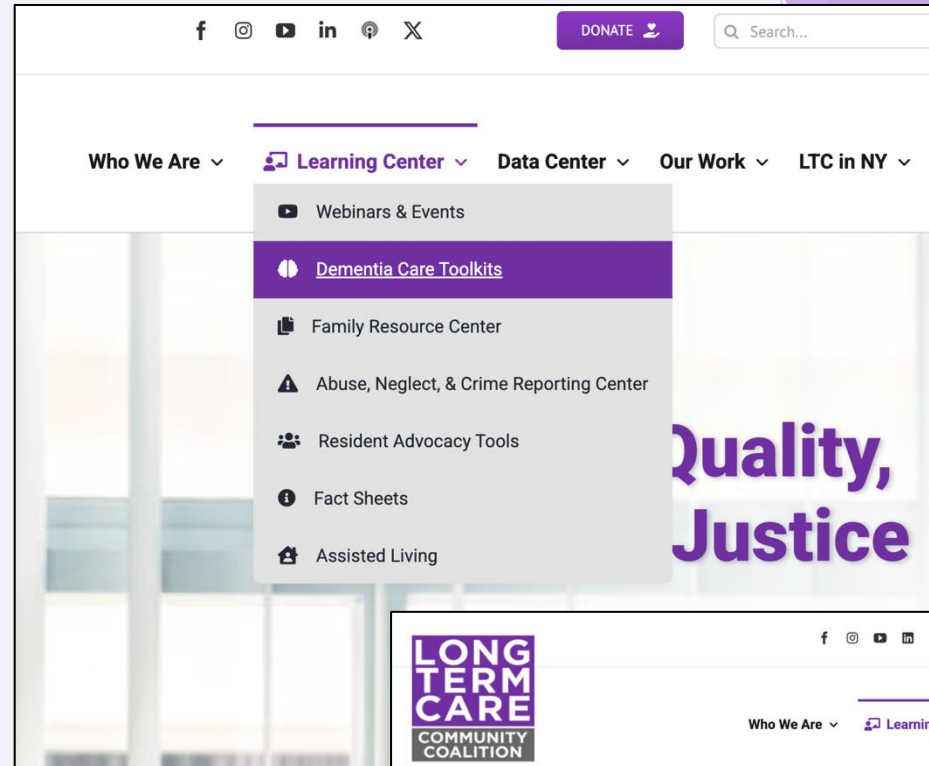 DONATE
Search...
Who We Are
Learning Center
Data Center
Our Work
LTC in NY
Webinars & Events
Dementia Care Toolkits
Family Resource Center
Abuse, Neglect, & Crime Reporting Center
Resident Advocacy Tools
Fact Sheets
Assisted Living
Quality,
Justice
LONG
TERM
CARE
COMMUNITY
COALITION
Who We Are